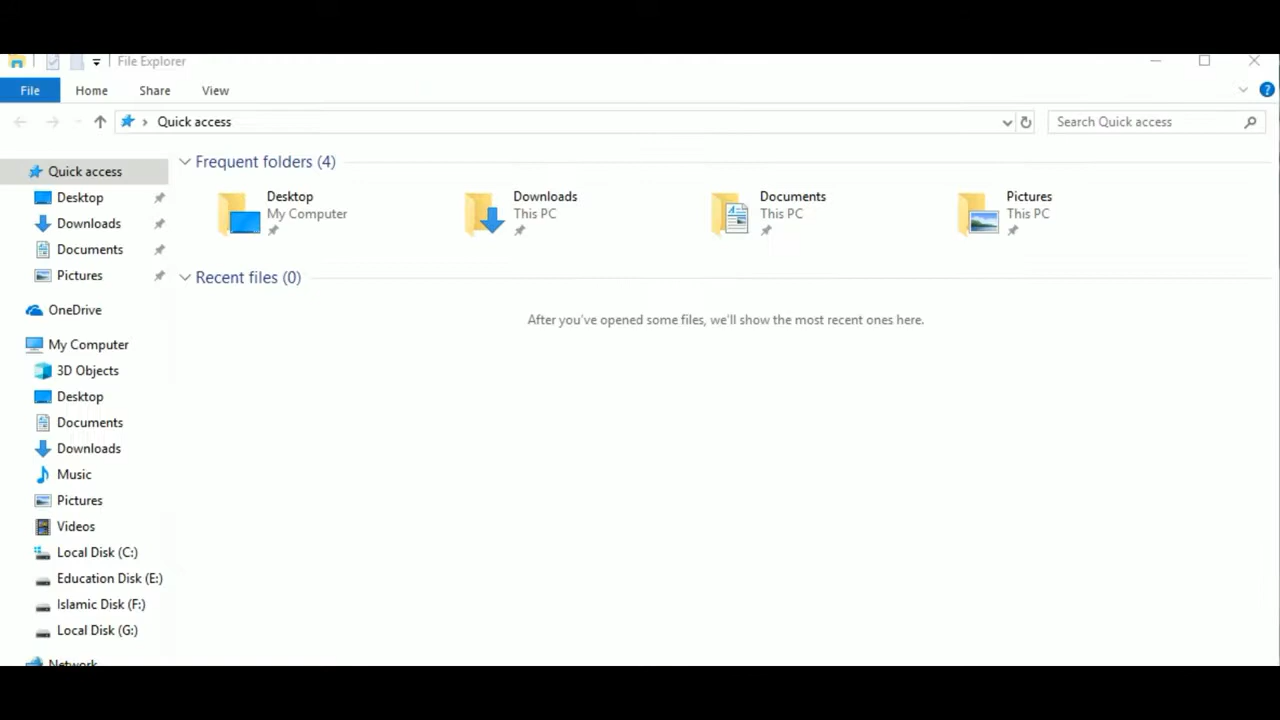 File Explorer
File Home Share View
Quick access
Search Quick access
Quick access
Desktop
Downloads
Documents
Pictures
OneDrive
My Computer
3D Objects
Desktop
Documents
Downloads
Music
Pictures
Videos
Local Disk (C:)
Education Disk (E:)
Islamic Disk (F:)
Local Disk (G:)
Network
Frequent folders (4)
Desktop
My Computer
Downloads
This PC
Documents
This PC
Pictures
This PC
Recent files (0)
After you've opened some files, we'll show the most recent ones here.